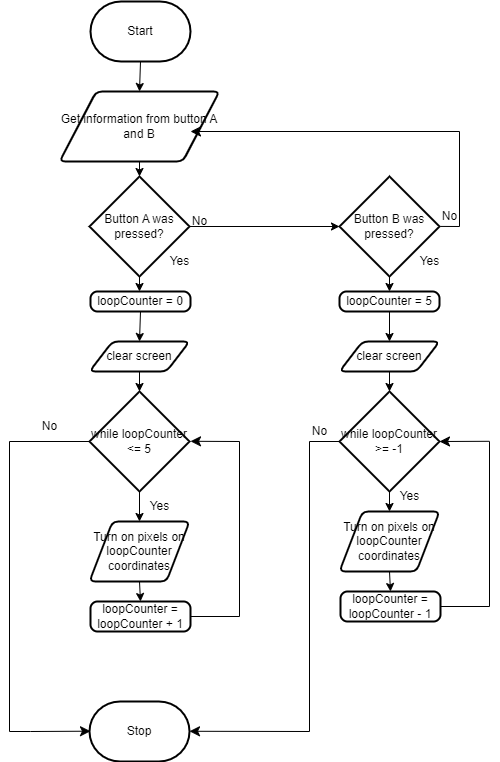 Start
Get information from button A
and B
Button A was
pressed?
No
Button B was
pressed?
No
Yes
Yes
loopCounter = 0
loopCounter = 5
clear screen
clear screen
No
while loopCounter
<= 5
No
while loopCounter
>= -1
Yes
Yes
Turn on pixels on
loopCounter
coordinates
Turn on pixels on
loopCounter
coordinates
loopCounter =
loopCounter + 1
loopCounter =
loopCounter - 1
Stop